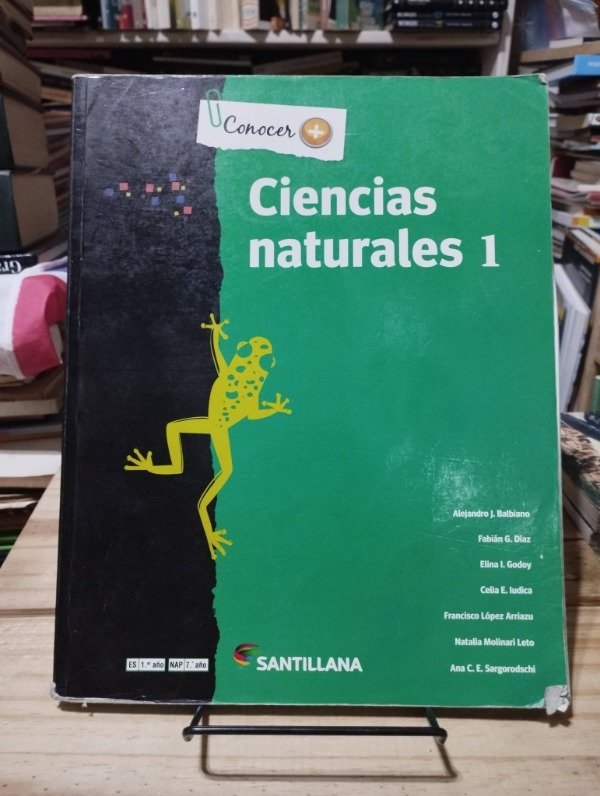 Conocer +
Ciencias
naturales 1
Alejandro J. Balbiano
Fabián G. Díaz
Elina I. Godoy
Celia E. Iudica
Francisco López Arriazu
Natalia Molinari Leto
Ana C. E. Sargorodschi
ES 1.er año NAP 7.° año
SANTILLANA